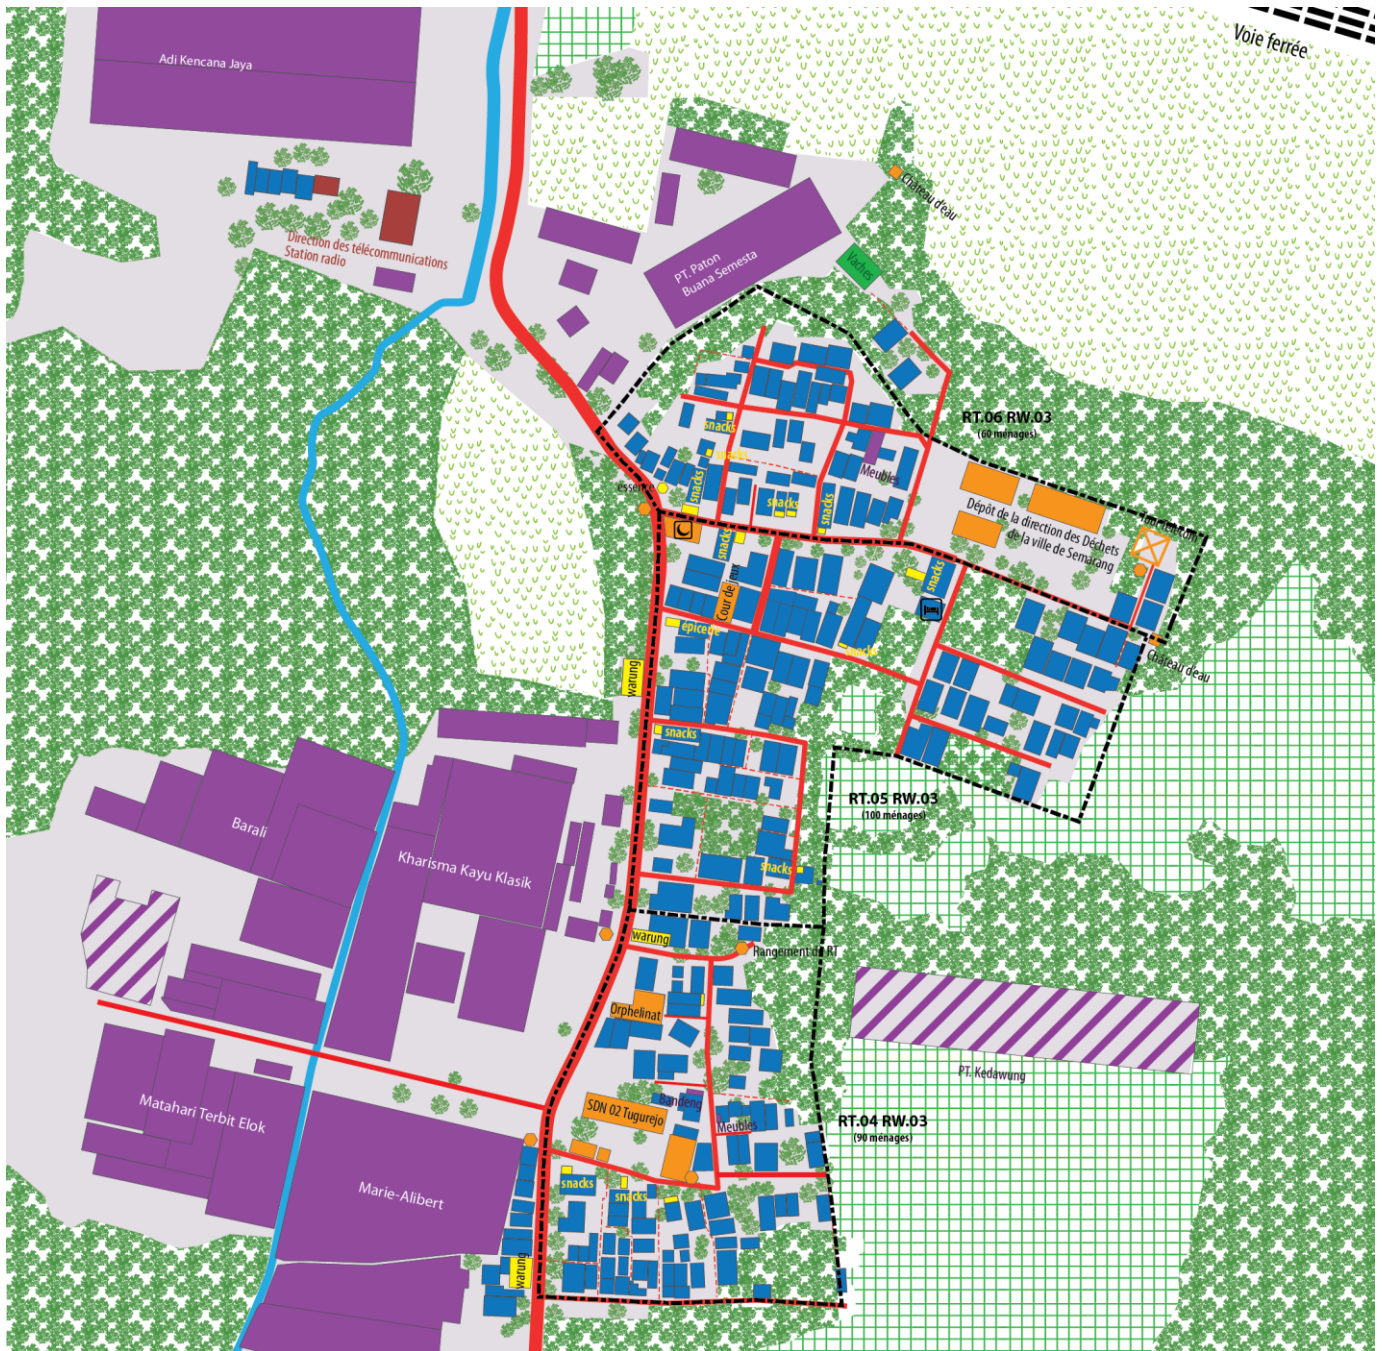 Voie ferrée
Adi Kencana Jaya
Château d'eau
Direction des télécommunications
Station radio
PT. Paton
Buana Semesta
Vaches
RT.06 RW.03
(60 ménages)
snacks
snacks
Meubles
essence
snacks
snacks
snacks
Dépôt de la direction des Déchets
de la ville de Semarang
snacks
snacks
Cour de jeux
épicerie
snacks
Château d'eau
warung
snacks
RT.05 RW.03
(100 ménages)
Barali
Kharisma Kayu Klasik
snacks
warung
Rangement du RT
Orphelinat
PT. Kedawung
Bandeng
SDN 02 Tugurejo
Meubles
RT.04 RW.03
(90 ménages)
Matahari Terbit Elok
Marie-Alibert
snacks
snacks
warung